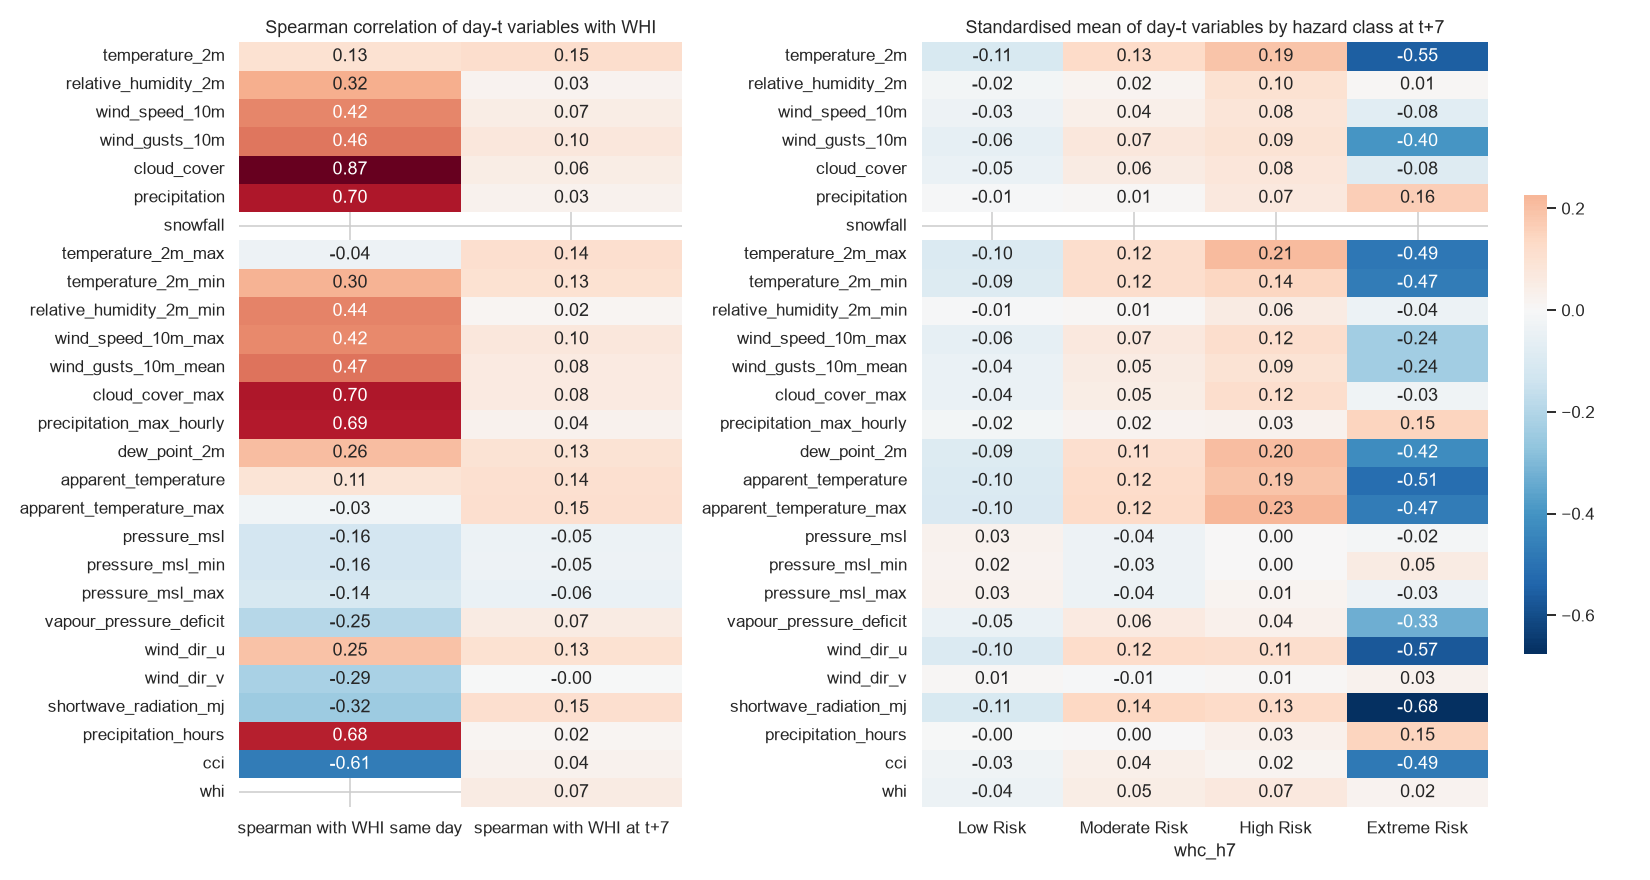 Spearman correlation of day-t variables with WHI
temperature_2m 0.13 0.15
relative_humidity_2m 0.32 0.03
wind_speed_10m 0.42 0.07
wind_gusts_10m 0.46 0.10
cloud_cover 0.87 0.06
precipitation 0.70 0.03
snowfall
temperature_2m_max -0.04 0.14
temperature_2m_min 0.30 0.13
relative_humidity_2m_min 0.44 0.02
wind_speed_10m_max 0.42 0.10
wind_gusts_10m_mean 0.47 0.08
cloud_cover_max 0.70 0.08
precipitation_max_hourly 0.69 0.04
dew_point_2m 0.26 0.13
apparent_temperature 0.11 0.14
apparent_temperature_max -0.03 0.15
pressure_msl -0.16 -0.05
pressure_msl_min -0.16 -0.05
pressure_msl_max -0.14 -0.06
vapour_pressure_deficit -0.25 0.07
wind_dir_u 0.25 0.13
wind_dir_v -0.29 -0.00
shortwave_radiation_mj -0.32 0.15
precipitation_hours 0.68 0.02
cci -0.61 0.04
whi 0.07
spearman with WHI same day spearman with WHI at t+7
Standardised mean of day-t variables by hazard class at t+7
temperature_2m -0.11 0.13 0.19 -0.55
relative_humidity_2m -0.02 0.02 0.10 0.01
wind_speed_10m -0.03 0.04 0.08 -0.08
wind_gusts_10m -0.06 0.07 0.09 -0.40
cloud_cover -0.05 0.06 0.08 -0.08
precipitation -0.01 0.01 0.07 0.16
snowfall
temperature_2m_max -0.10 0.12 0.21 -0.49
temperature_2m_min -0.09 0.12 0.14 -0.47
relative_humidity_2m_min -0.01 0.01 0.06 -0.04
wind_speed_10m_max -0.06 0.07 0.12 -0.24
wind_gusts_10m_mean -0.04 0.05 0.09 -0.24
cloud_cover_max -0.04 0.05 0.12 -0.03
precipitation_max_hourly -0.02 0.02 0.03 0.15
dew_point_2m -0.09 0.11 0.20 -0.42
apparent_temperature -0.10 0.12 0.19 -0.51
apparent_temperature_max -0.10 0.12 0.23 -0.47
pressure_msl 0.03 -0.04 0.00 -0.02
pressure_msl_min 0.02 -0.03 0.00 0.05
pressure_msl_max 0.03 -0.04 0.01 -0.03
vapour_pressure_deficit -0.05 0.06 0.04 -0.33
wind_dir_u -0.10 0.12 0.11 -0.57
wind_dir_v 0.01 -0.01 0.01 0.03
shortwave_radiation_mj -0.11 0.14 0.13 -0.68
precipitation_hours -0.00 0.00 0.03 0.15
cci -0.03 0.04 0.02 -0.49
whi -0.04 0.05 0.07 0.02
Low Risk Moderate Risk High Risk Extreme Risk
whc_h7
0.2
0.0
−0.2
−0.4
−0.6